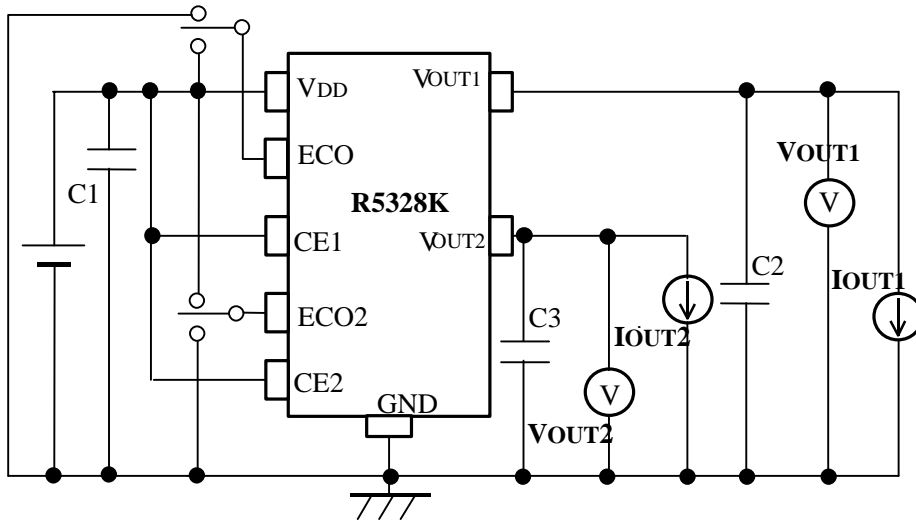 VDD
VOUT1
ECO
VOUT1
C1
R5328K
V
CE1
VOUT2
C2
IOUT1
ECO2
C3
IOUT2
CE2
V
GND
VOUT2